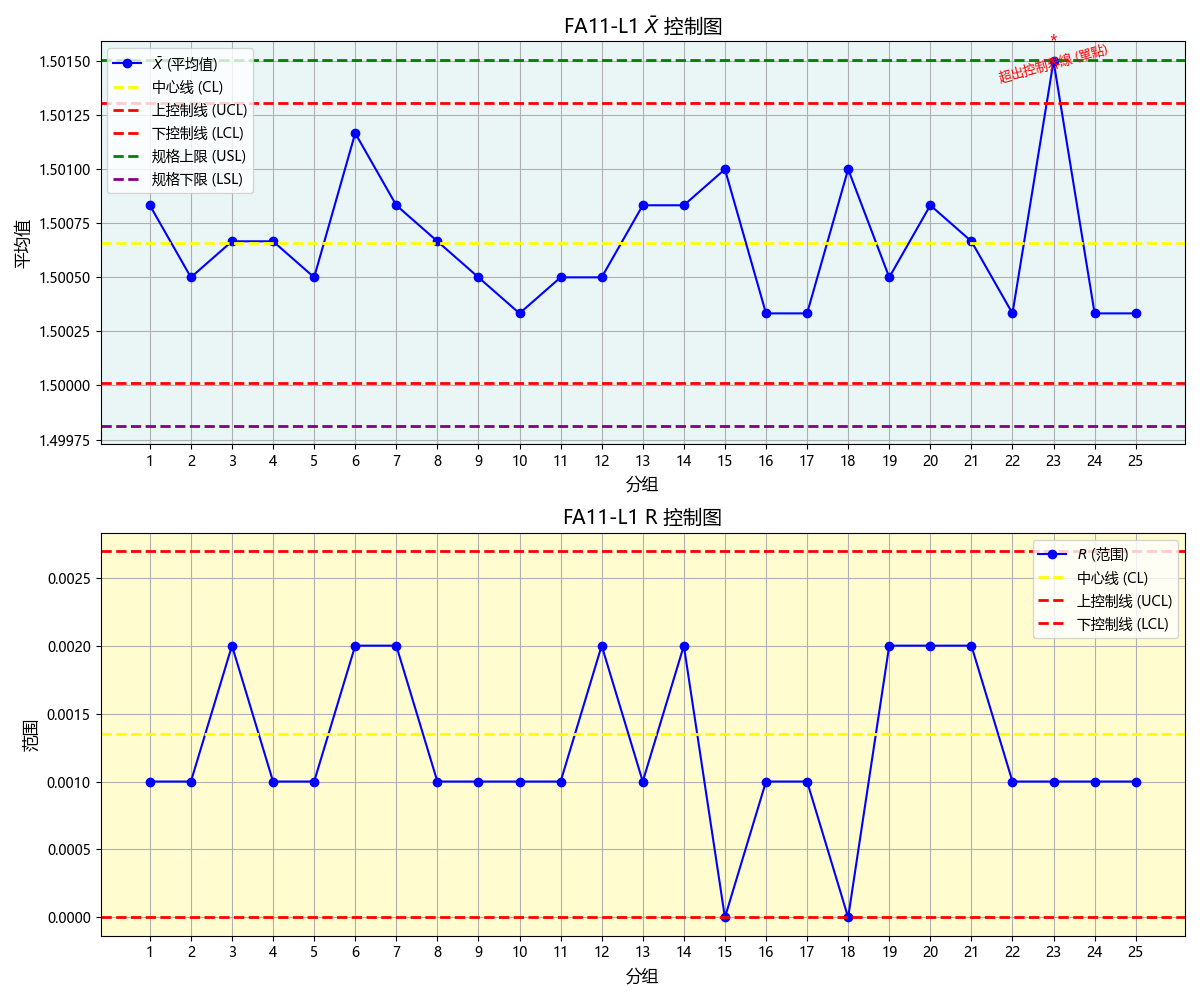 FA11-L1 X̄ 控制图
*
超出控制界線 (單點)
X̄ (平均值)
中心线 (CL)
上控制线 (UCL)
下控制线 (LCL)
规格上限 (USL)
规格下限 (LSL)
平均值
1.50150
1.50125
1.50100
1.50075
1.50050
1.50025
1.50000
1.49975
1 2 3 4 5 6 7 8 9 10 11 12 13 14 15 16 17 18 19 20 21 22 23 24 25
分组
FA11-L1 R 控制图
R (范围)
中心线 (CL)
上控制线 (UCL)
下控制线 (LCL)
范围
0.0025
0.0020
0.0015
0.0010
0.0005
0.0000
1 2 3 4 5 6 7 8 9 10 11 12 13 14 15 16 17 18 19 20 21 22 23 24 25
分组